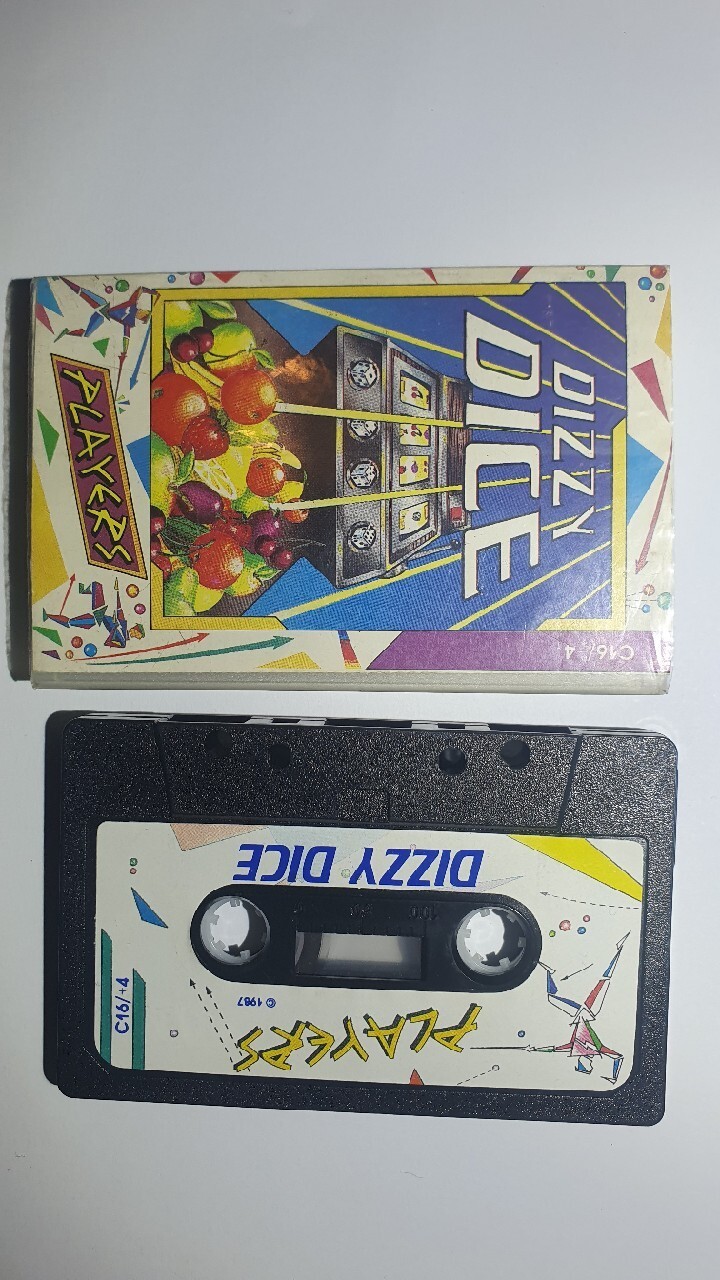 DIZZY
DICE
PLAYERS
C16/+4
DIZZY DICE
PLAYERS
© 1987
C16/+4